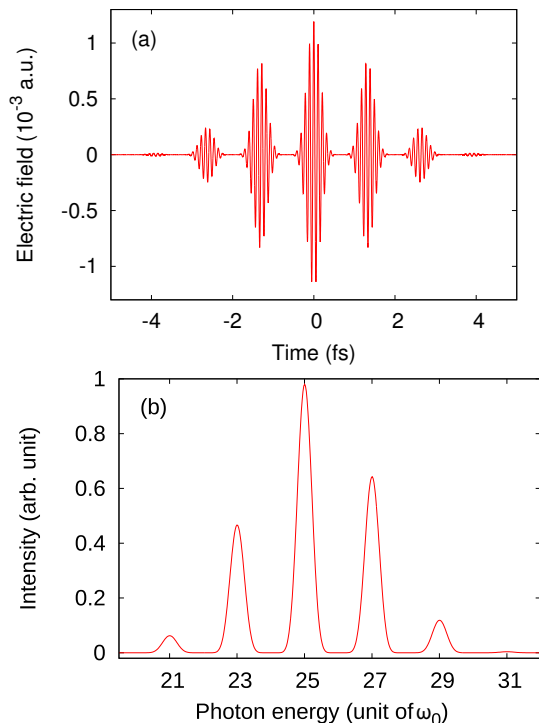 (a)
Electric field (10⁻³ a.u.)
1
0.5
0
-0.5
-1
-4 -2 0 2 4
Time (fs)
(b)
Intensity (arb. unit)
1
0.8
0.6
0.4
0.2
0
21 23 25 27 29 31
Photon energy (unit of ω₀)